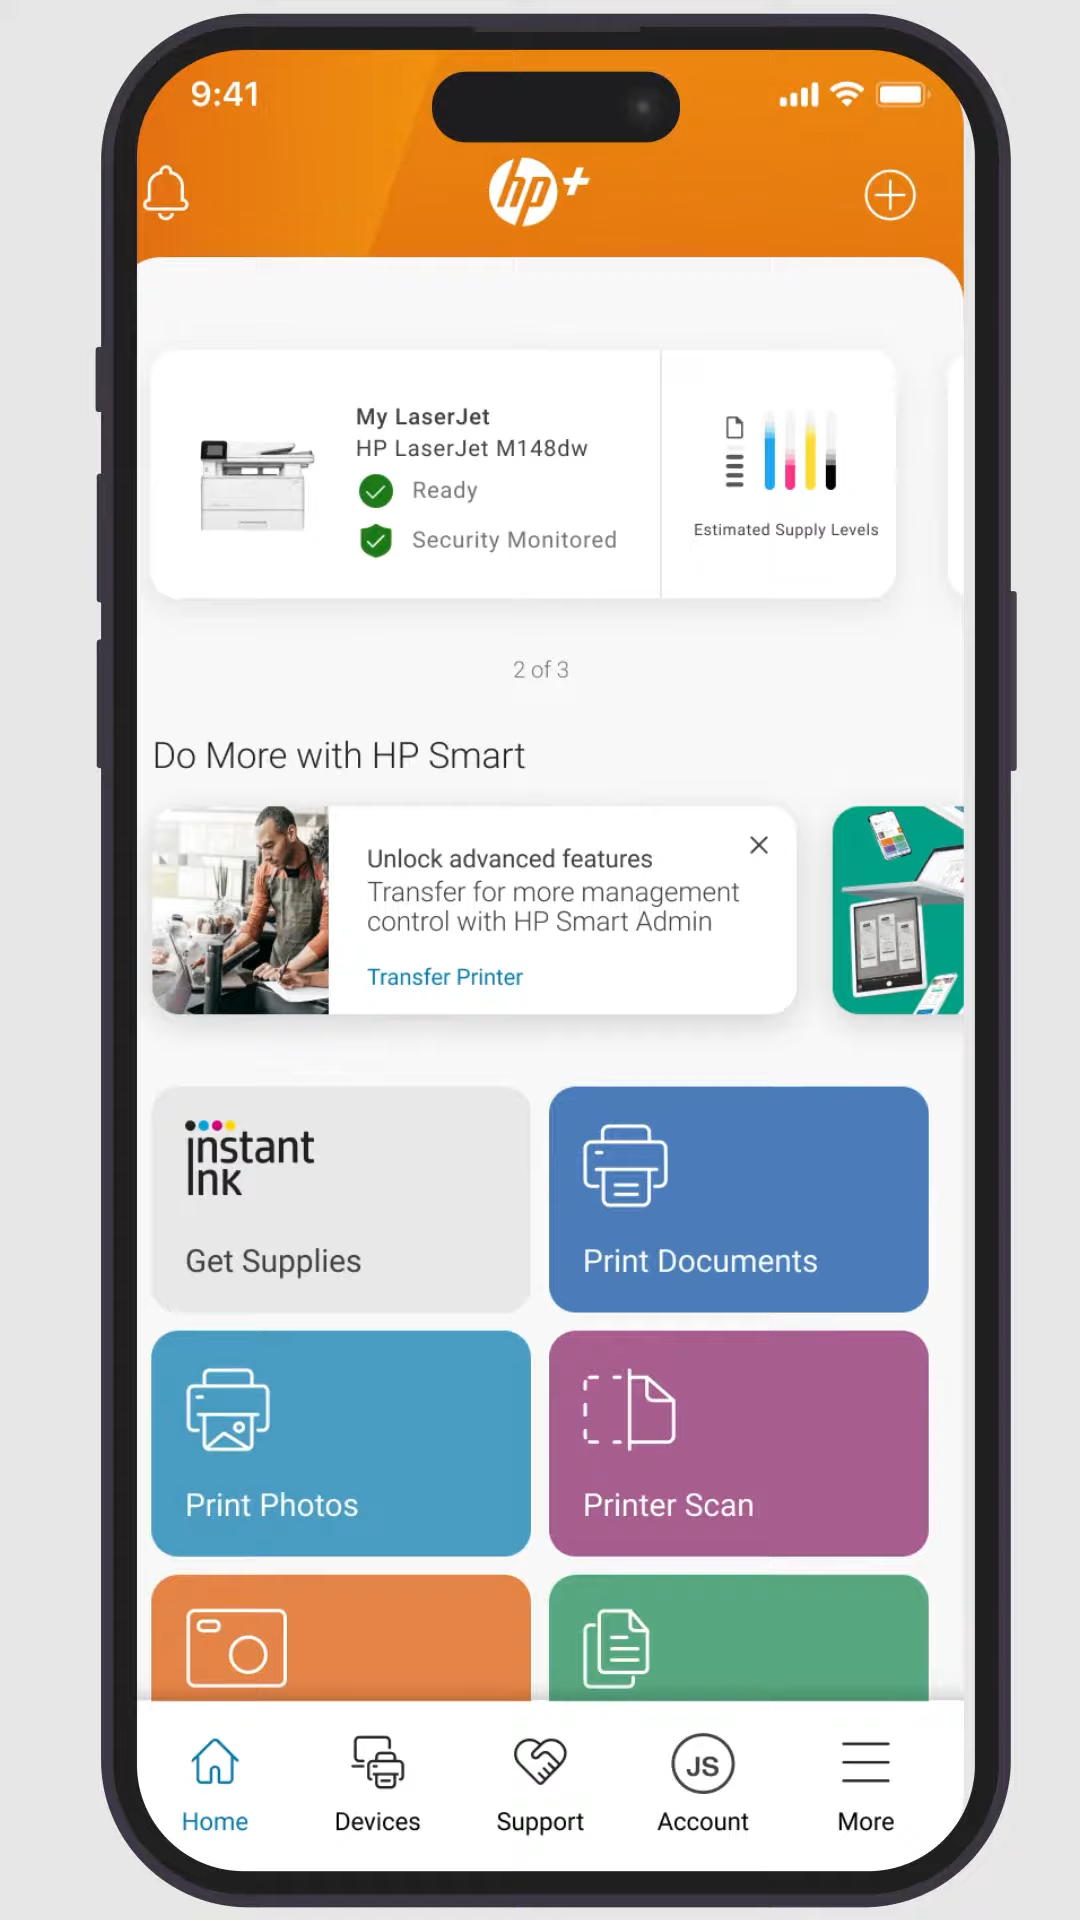 9:41
hp+
My LaserJet
HP LaserJet M148dw
Ready
Security Monitored
Estimated Supply Levels
2 of 3
Do More with HP Smart
Unlock advanced features
Transfer for more management
control with HP Smart Admin
Transfer Printer
instant
ink
Get Supplies
Print Documents
Print Photos
Printer Scan
Home
Devices
Support
JS
Account
More